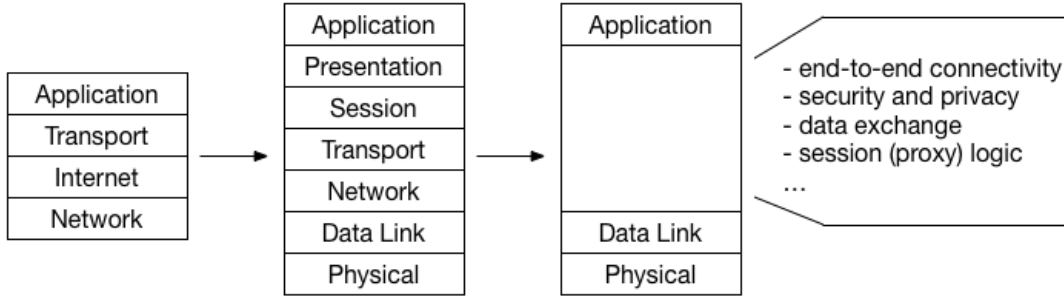 Application
Transport
Internet
Network
Application
Presentation
Session
Transport
Network
Data Link
Physical
Application
Data Link
Physical
- end-to-end connectivity
- security and privacy
- data exchange
- session (proxy) logic
...